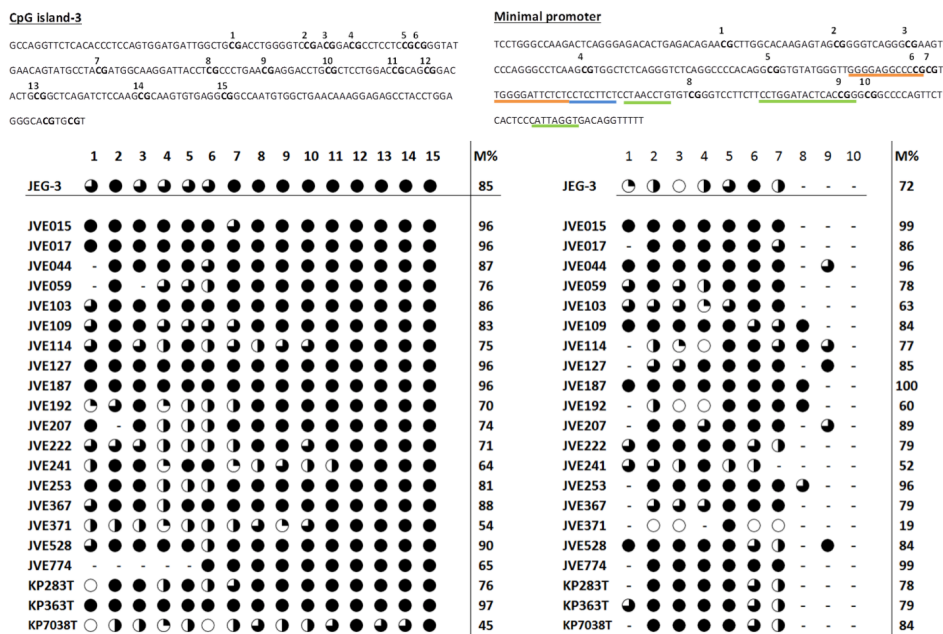 CpG island-3
1 2 3 4 5 6
GCCAGGTTCTCACACCCTCCAGTGGATGATTGGCTGCGACCTGGGGTCCGACGGACGCCTCCTCCGCGGGTAT
7 8 9 10 11 12
GAACAGTATGCCTACGATGGCAAGGATTACCTCGCCCTGAACGAGGACCTGCGCTCCTGGACCGCAGCGGAC
13 14 15
ACTGCGGCTCAGATCTCCAAGCGCAAGTGTGAGGCGGCCAATGTGGCTGAACAAAGGAGAGCCTACCTGGA
GGGCACGTGCGT
Minimal promoter
1 2 3
TCCTGGGCCAAGACTCAGGGAGACACTGAGACAGAACGCTTGGCACAAGAGTAGCGGGGTCAGGGCGAAGT
4 5 6 7
CCCAGGGCCTCAAGCGTGGCTCTCAGGGTCTCAGGCCCCACAGGCGGTGTATGGGTTGGGGAGGCCCCGCGT
8 9 10
TGGGGATTCTCTCCTCCTTCTCCTAACCTGTGTCGGGTCCTTCTTCCTGGATACTCACCGGGCGGCCCCAGTTCT
CACTCCCATTAGGTGACAGGTTTTT
1 2 3 4 5 6 7 8 9 10 11 12 13 14 15 M%
JEG-3 85
JVE015 96
JVE017 96
JVE044 - 87
JVE059 - - 76
JVE103 86
JVE109 83
JVE114 75
JVE127 96
JVE187 96
JVE192 70
JVE207 - 74
JVE222 71
JVE241 64
JVE253 81
JVE367 88
JVE371 54
JVE528 90
JVE774 - - - - - 65
KP283T 76
KP363T 97
KP7038T 45
1 2 3 4 5 6 7 8 9 10 M%
JEG-3 - - - 72
JVE015 - - - 99
JVE017 - - - - 86
JVE044 - - 96
JVE059 - - - 78
JVE103 - - - 63
JVE109 - - 84
JVE114 - - 77
JVE127 - - - 85
JVE187 - - 100
JVE192 - - - 60
JVE207 - - - 89
JVE222 - - - 79
JVE241 - - - - 52
JVE253 - - - 96
JVE367 - - - - 79
JVE371 - - - - - 19
JVE528 - - 84
JVE774 - - - - 99
KP283T - - - - 78
KP363T - - - 79
KP7038T - - - - 84